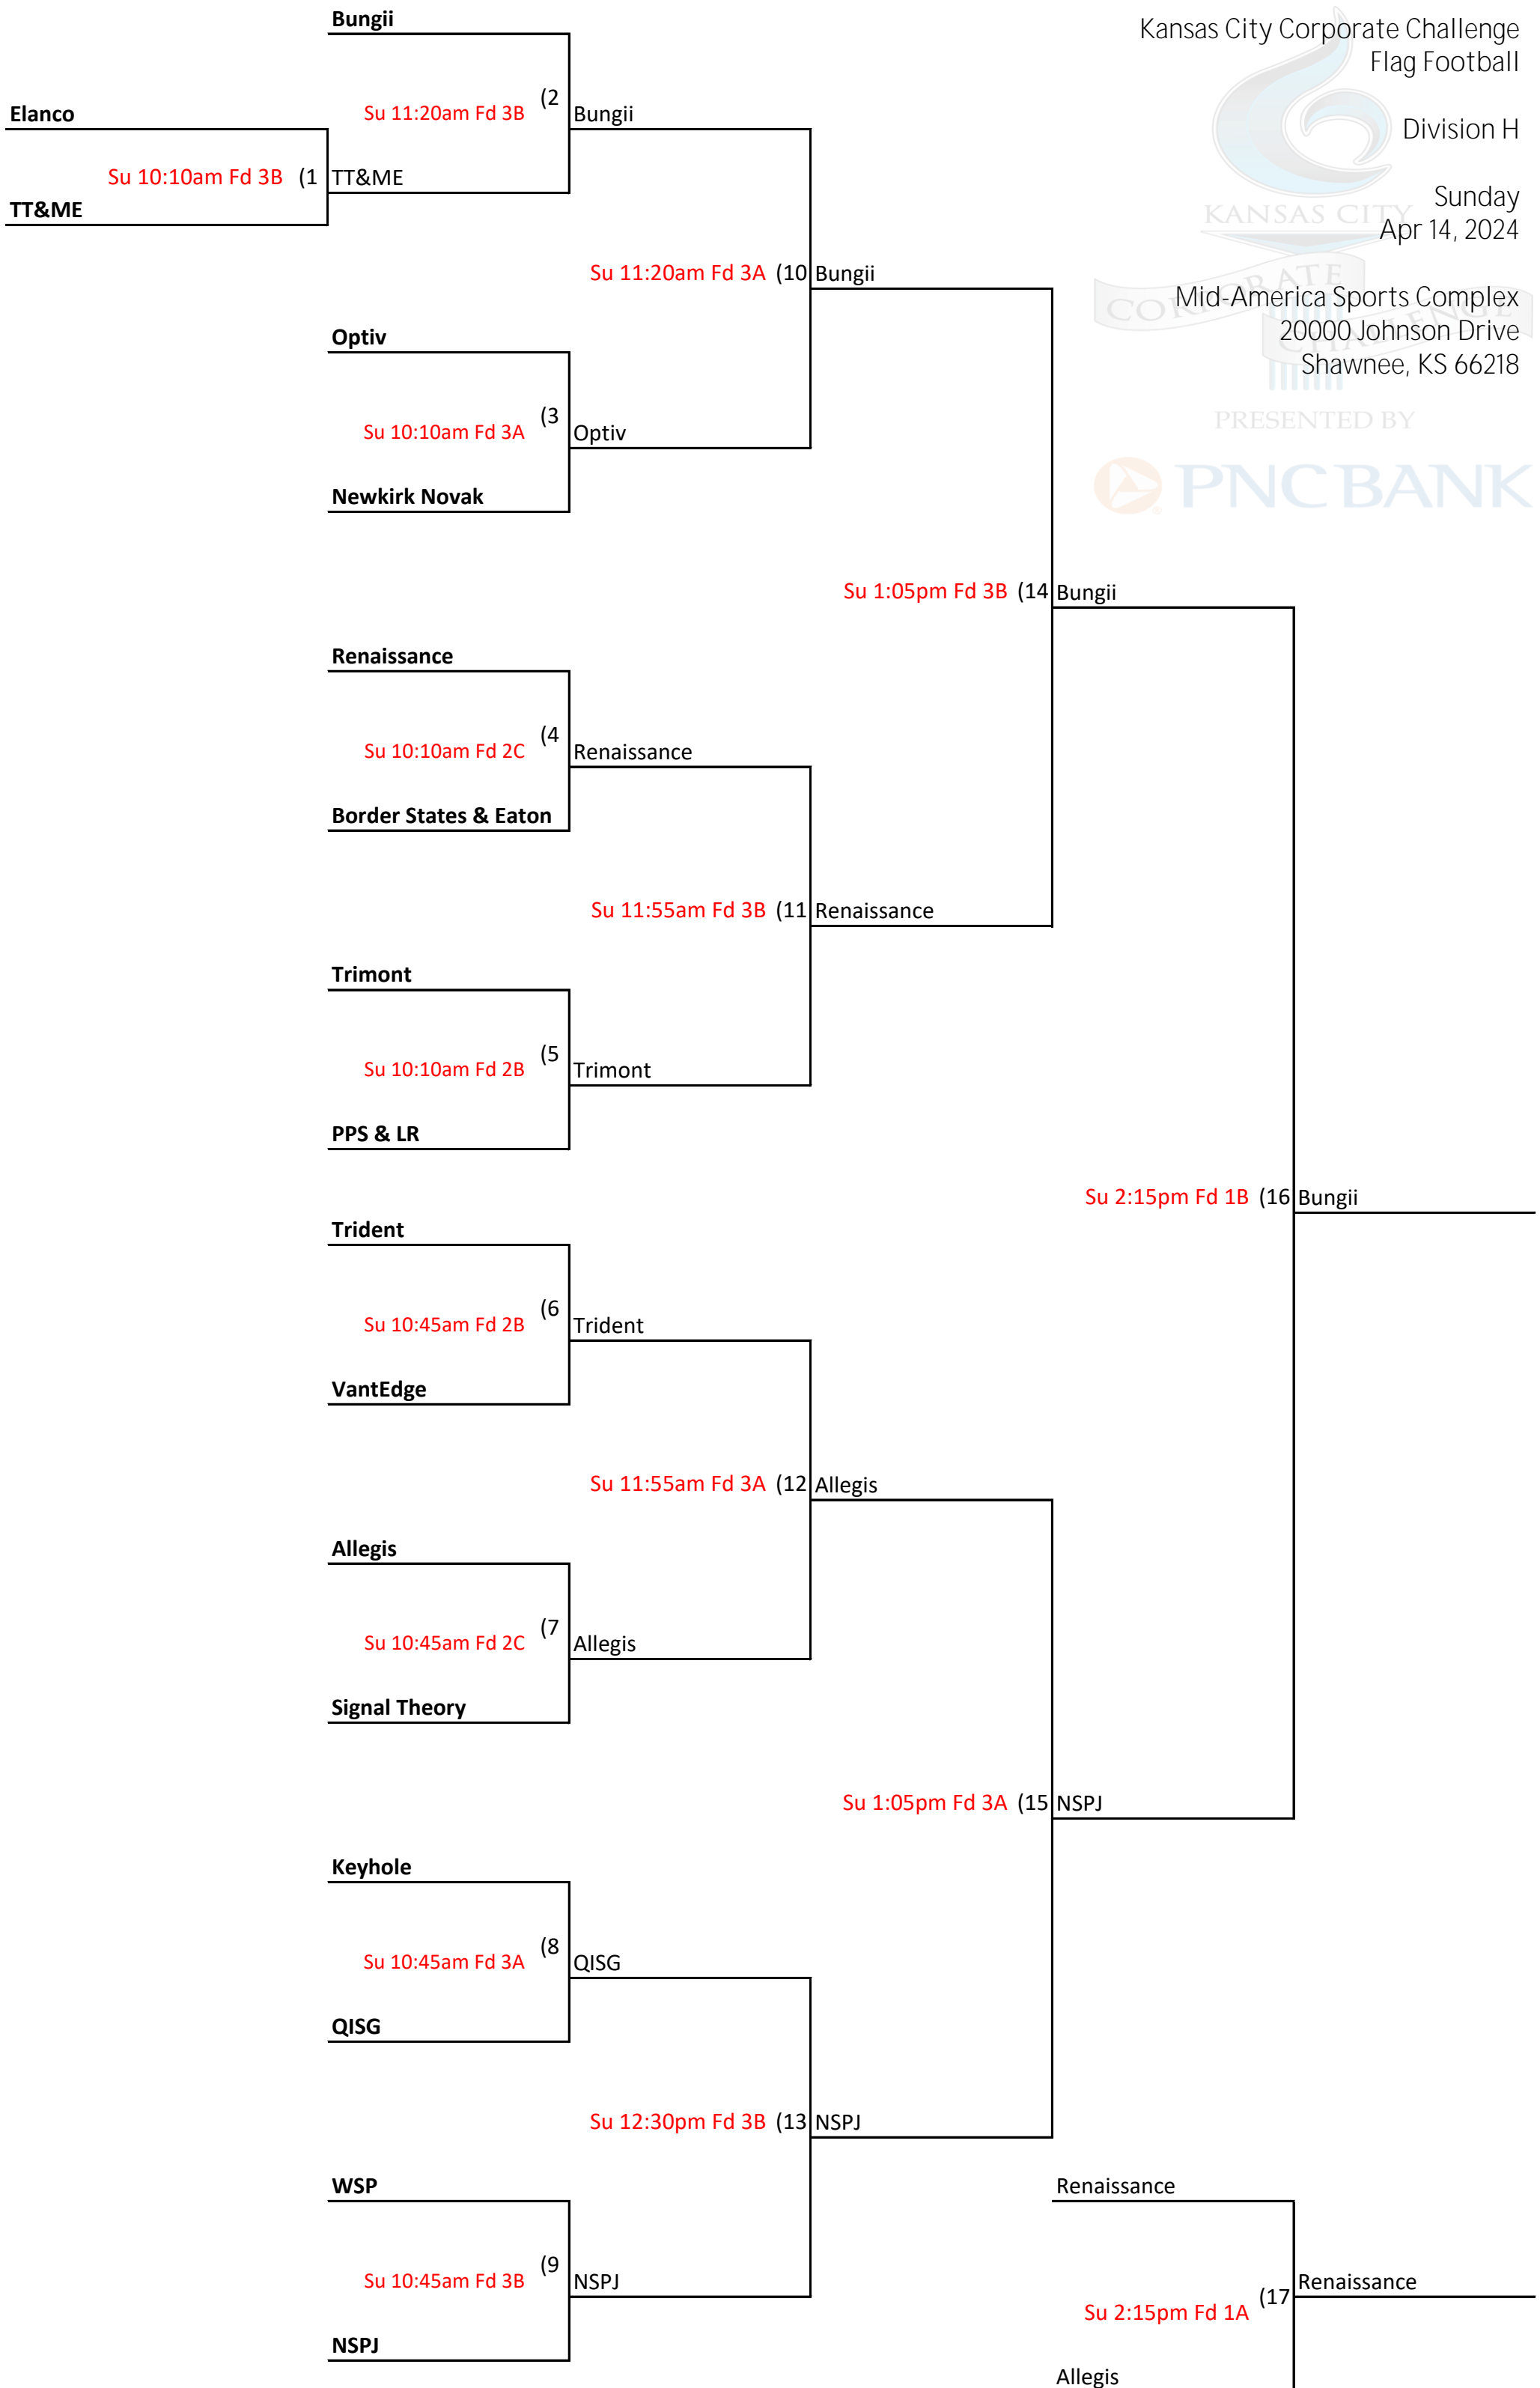 Bungii
Kansas City Corporate Challenge
Flag Football
Division H
Sunday
Apr 14, 2024
Mid-America Sports Complex
20000 Johnson Drive
Shawnee, KS 66218
KANSAS CITY
CORPORATE
CHALLENGE
PRESENTED BY
PNC BANK
Elanco
Su 11:20am Fd 3B (2
Bungii
Su 10:10am Fd 3B (1
TT&ME
TT&ME
Su 11:20am Fd 3A (10
Bungii
Optiv
Su 10:10am Fd 3A (3
Optiv
Newkirk Novak
Su 1:05pm Fd 3B (14
Bungii
Renaissance
Su 10:10am Fd 2C (4
Renaissance
Border States & Eaton
Su 11:55am Fd 3B (11
Renaissance
Trimont
Su 10:10am Fd 2B (5
Trimont
PPS & LR
Su 2:15pm Fd 1B (16
Bungii
Trident
Su 10:45am Fd 2B (6
Trident
VantEdge
Su 11:55am Fd 3A (12
Allegis
Allegis
Su 10:45am Fd 2C (7
Allegis
Signal Theory
Su 1:05pm Fd 3A (15
NSPJ
Keyhole
Su 10:45am Fd 3A (8
QISG
QISG
Su 12:30pm Fd 3B (13
NSPJ
WSP
Renaissance
Su 10:45am Fd 3B (9
NSPJ
Su 2:15pm Fd 1A (17
Renaissance
NSPJ
Allegis